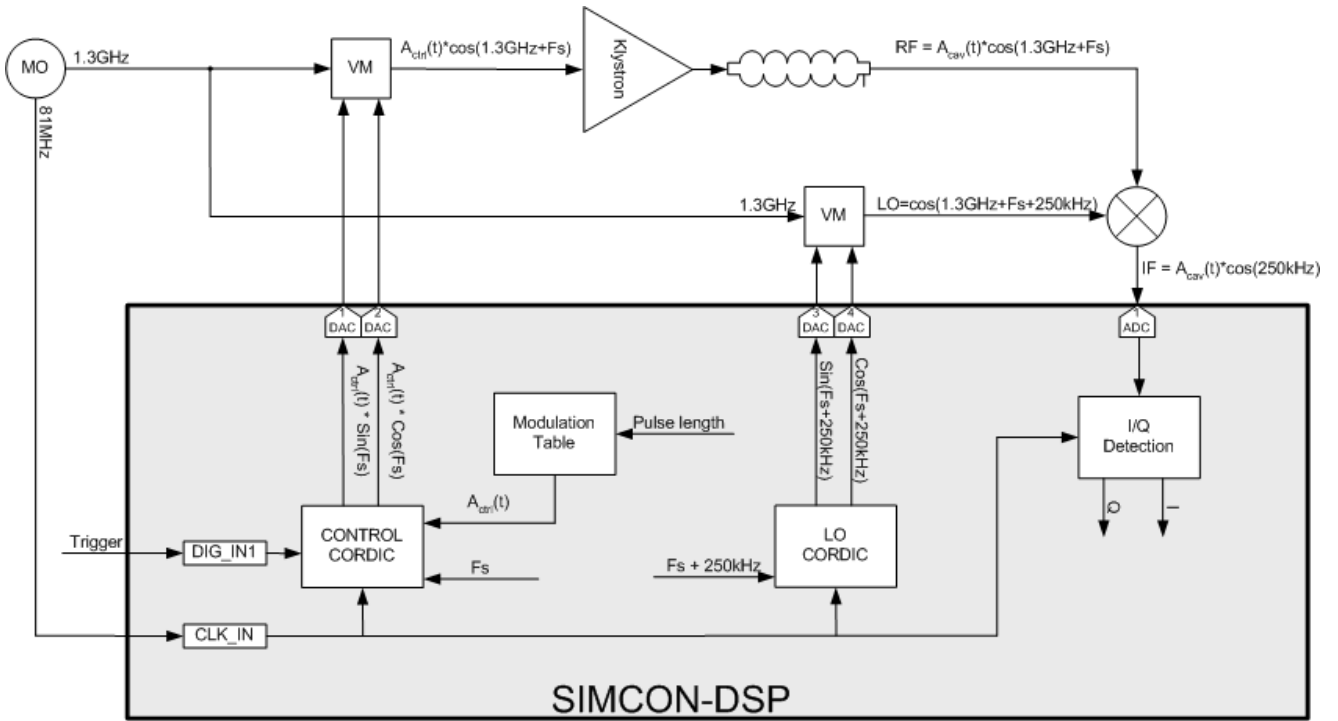 MO
1.3GHz
81MHz
VM
A_ctrl(t)*cos(1.3GHz+Fs)
Klystron
RF = A_cav(t)*cos(1.3GHz+Fs)
1.3GHz
VM
LO=cos(1.3GHz+Fs+250kHz)
IF = A_cav(t)*cos(250kHz)
1
DAC
2
DAC
3
DAC
4
DAC
1
ADC
A_ctrl(t) * Sin(Fs)
A_ctrl(t) * Cos(Fs)
Sin(Fs+250kHz)
Cos(Fs+250kHz)
Modulation
Table
Pulse length
I/Q
Detection
A_ctrl(t)
Q
I
Trigger
DIG_IN1
CONTROL
CORDIC
Fs
Fs + 250kHz
LO
CORDIC
CLK_IN
SIMCON-DSP